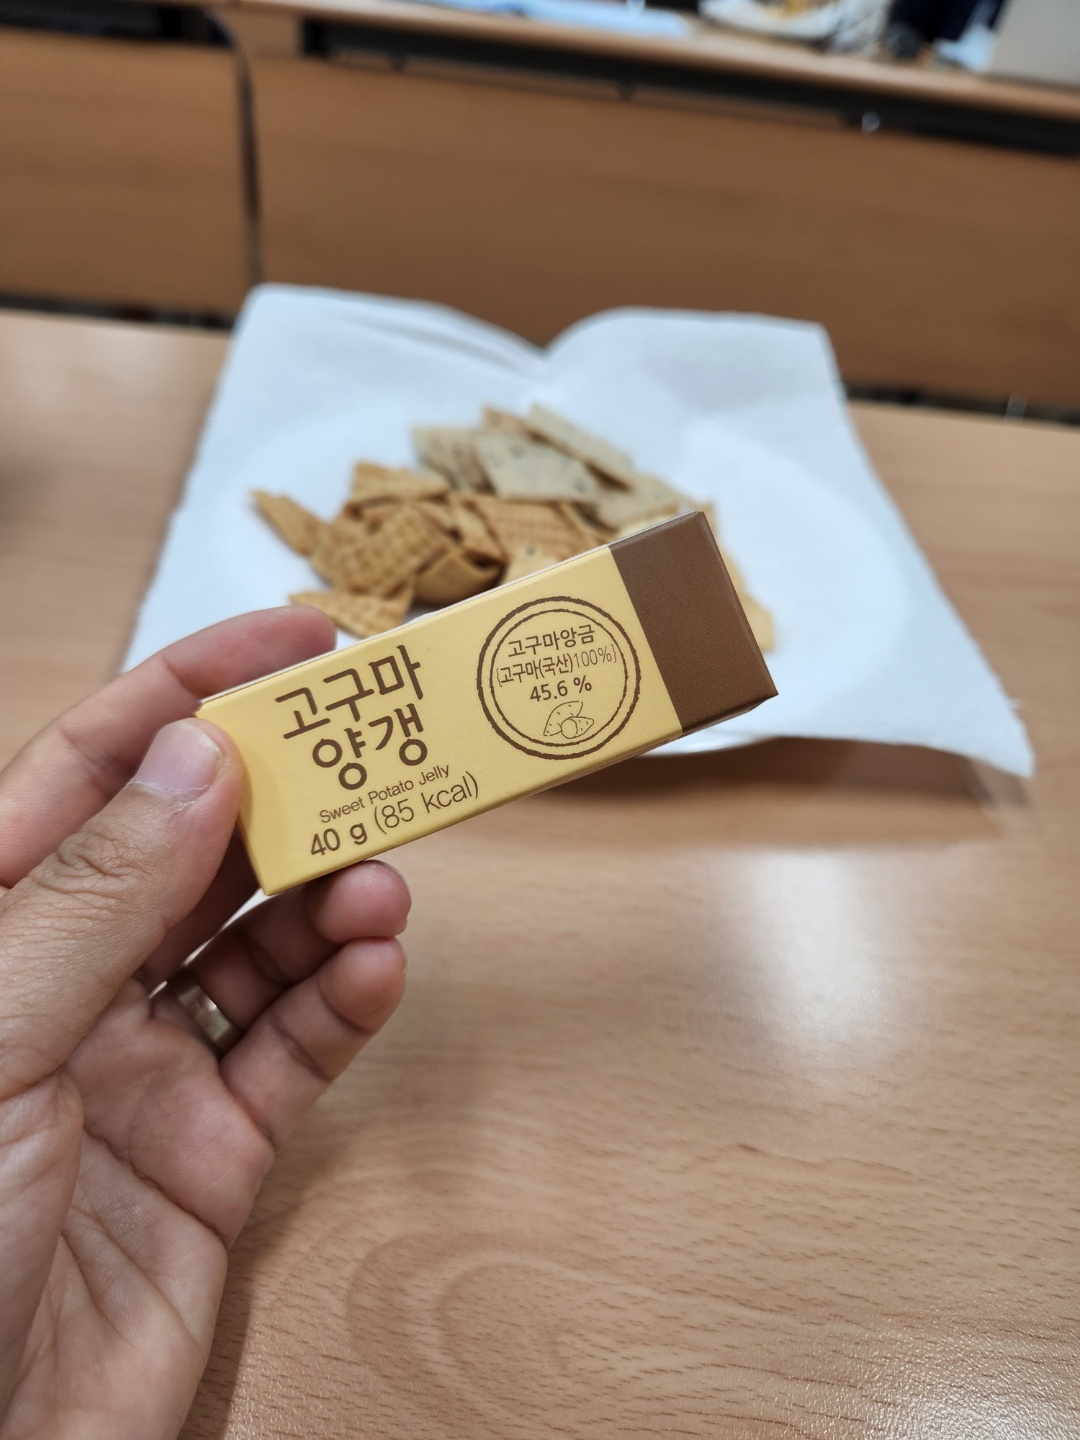 고구마
양갱
Sweet Potato Jelly
40 g (85 kcal)
고구마앙금
{고구마(국산)100%}
45.6 %